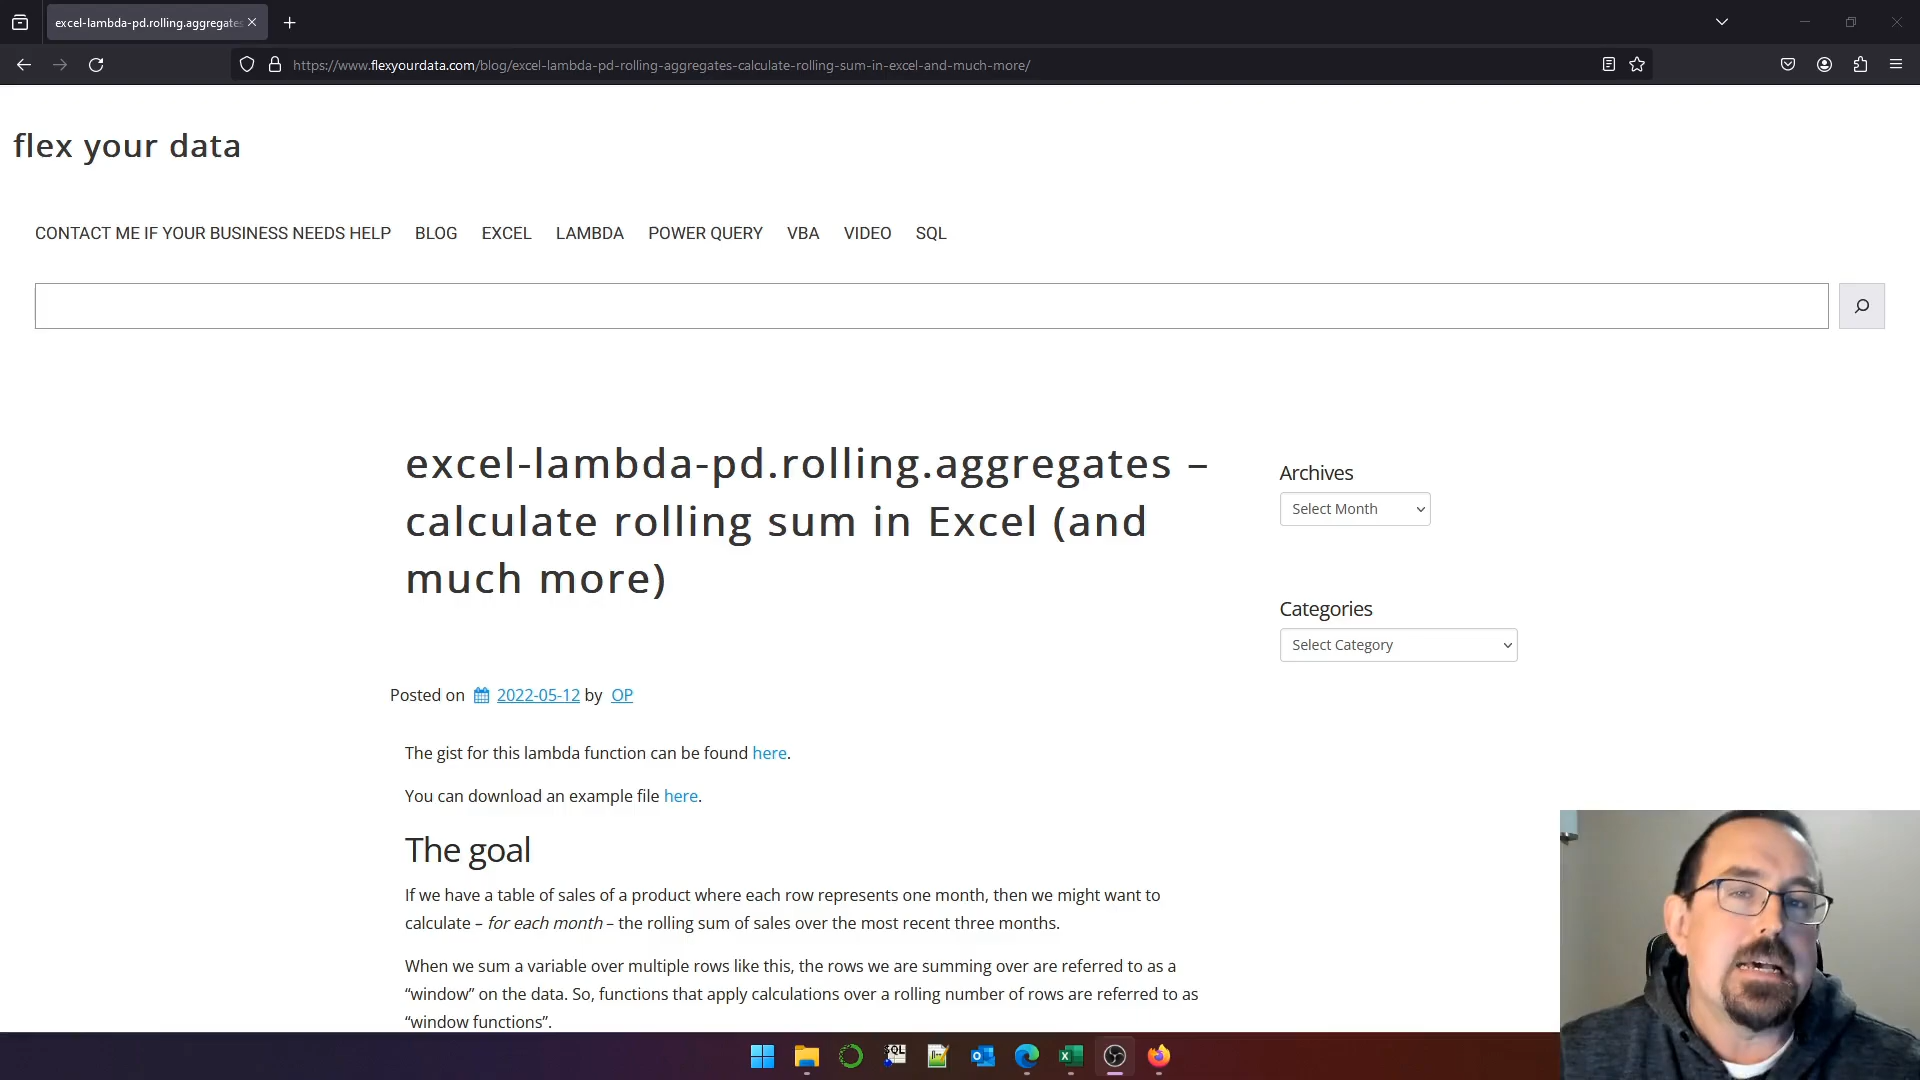 excel-lambda-pd.rolling.aggregates
https://www.flexyourdata.com/blog/excel-lambda-pd-rolling-aggregates-calculate-rolling-sum-in-excel-and-much-more/
flex your data
CONTACT ME IF YOUR BUSINESS NEEDS HELP BLOG EXCEL LAMBDA POWER QUERY VBA VIDEO SQL
excel-lambda-pd.rolling.aggregates –
calculate rolling sum in Excel (and
much more)
Archives
Select Month
Categories
Select Category
Posted on 2022-05-12 by OP
The gist for this lambda function can be found here.
You can download an example file here.
The goal
If we have a table of sales of a product where each row represents one month, then we might want to
calculate – for each month – the rolling sum of sales over the most recent three months.
When we sum a variable over multiple rows like this, the rows we are summing over are referred to as a
“window” on the data. So, functions that apply calculations over a rolling number of rows are referred to as
“window functions”.
SQL